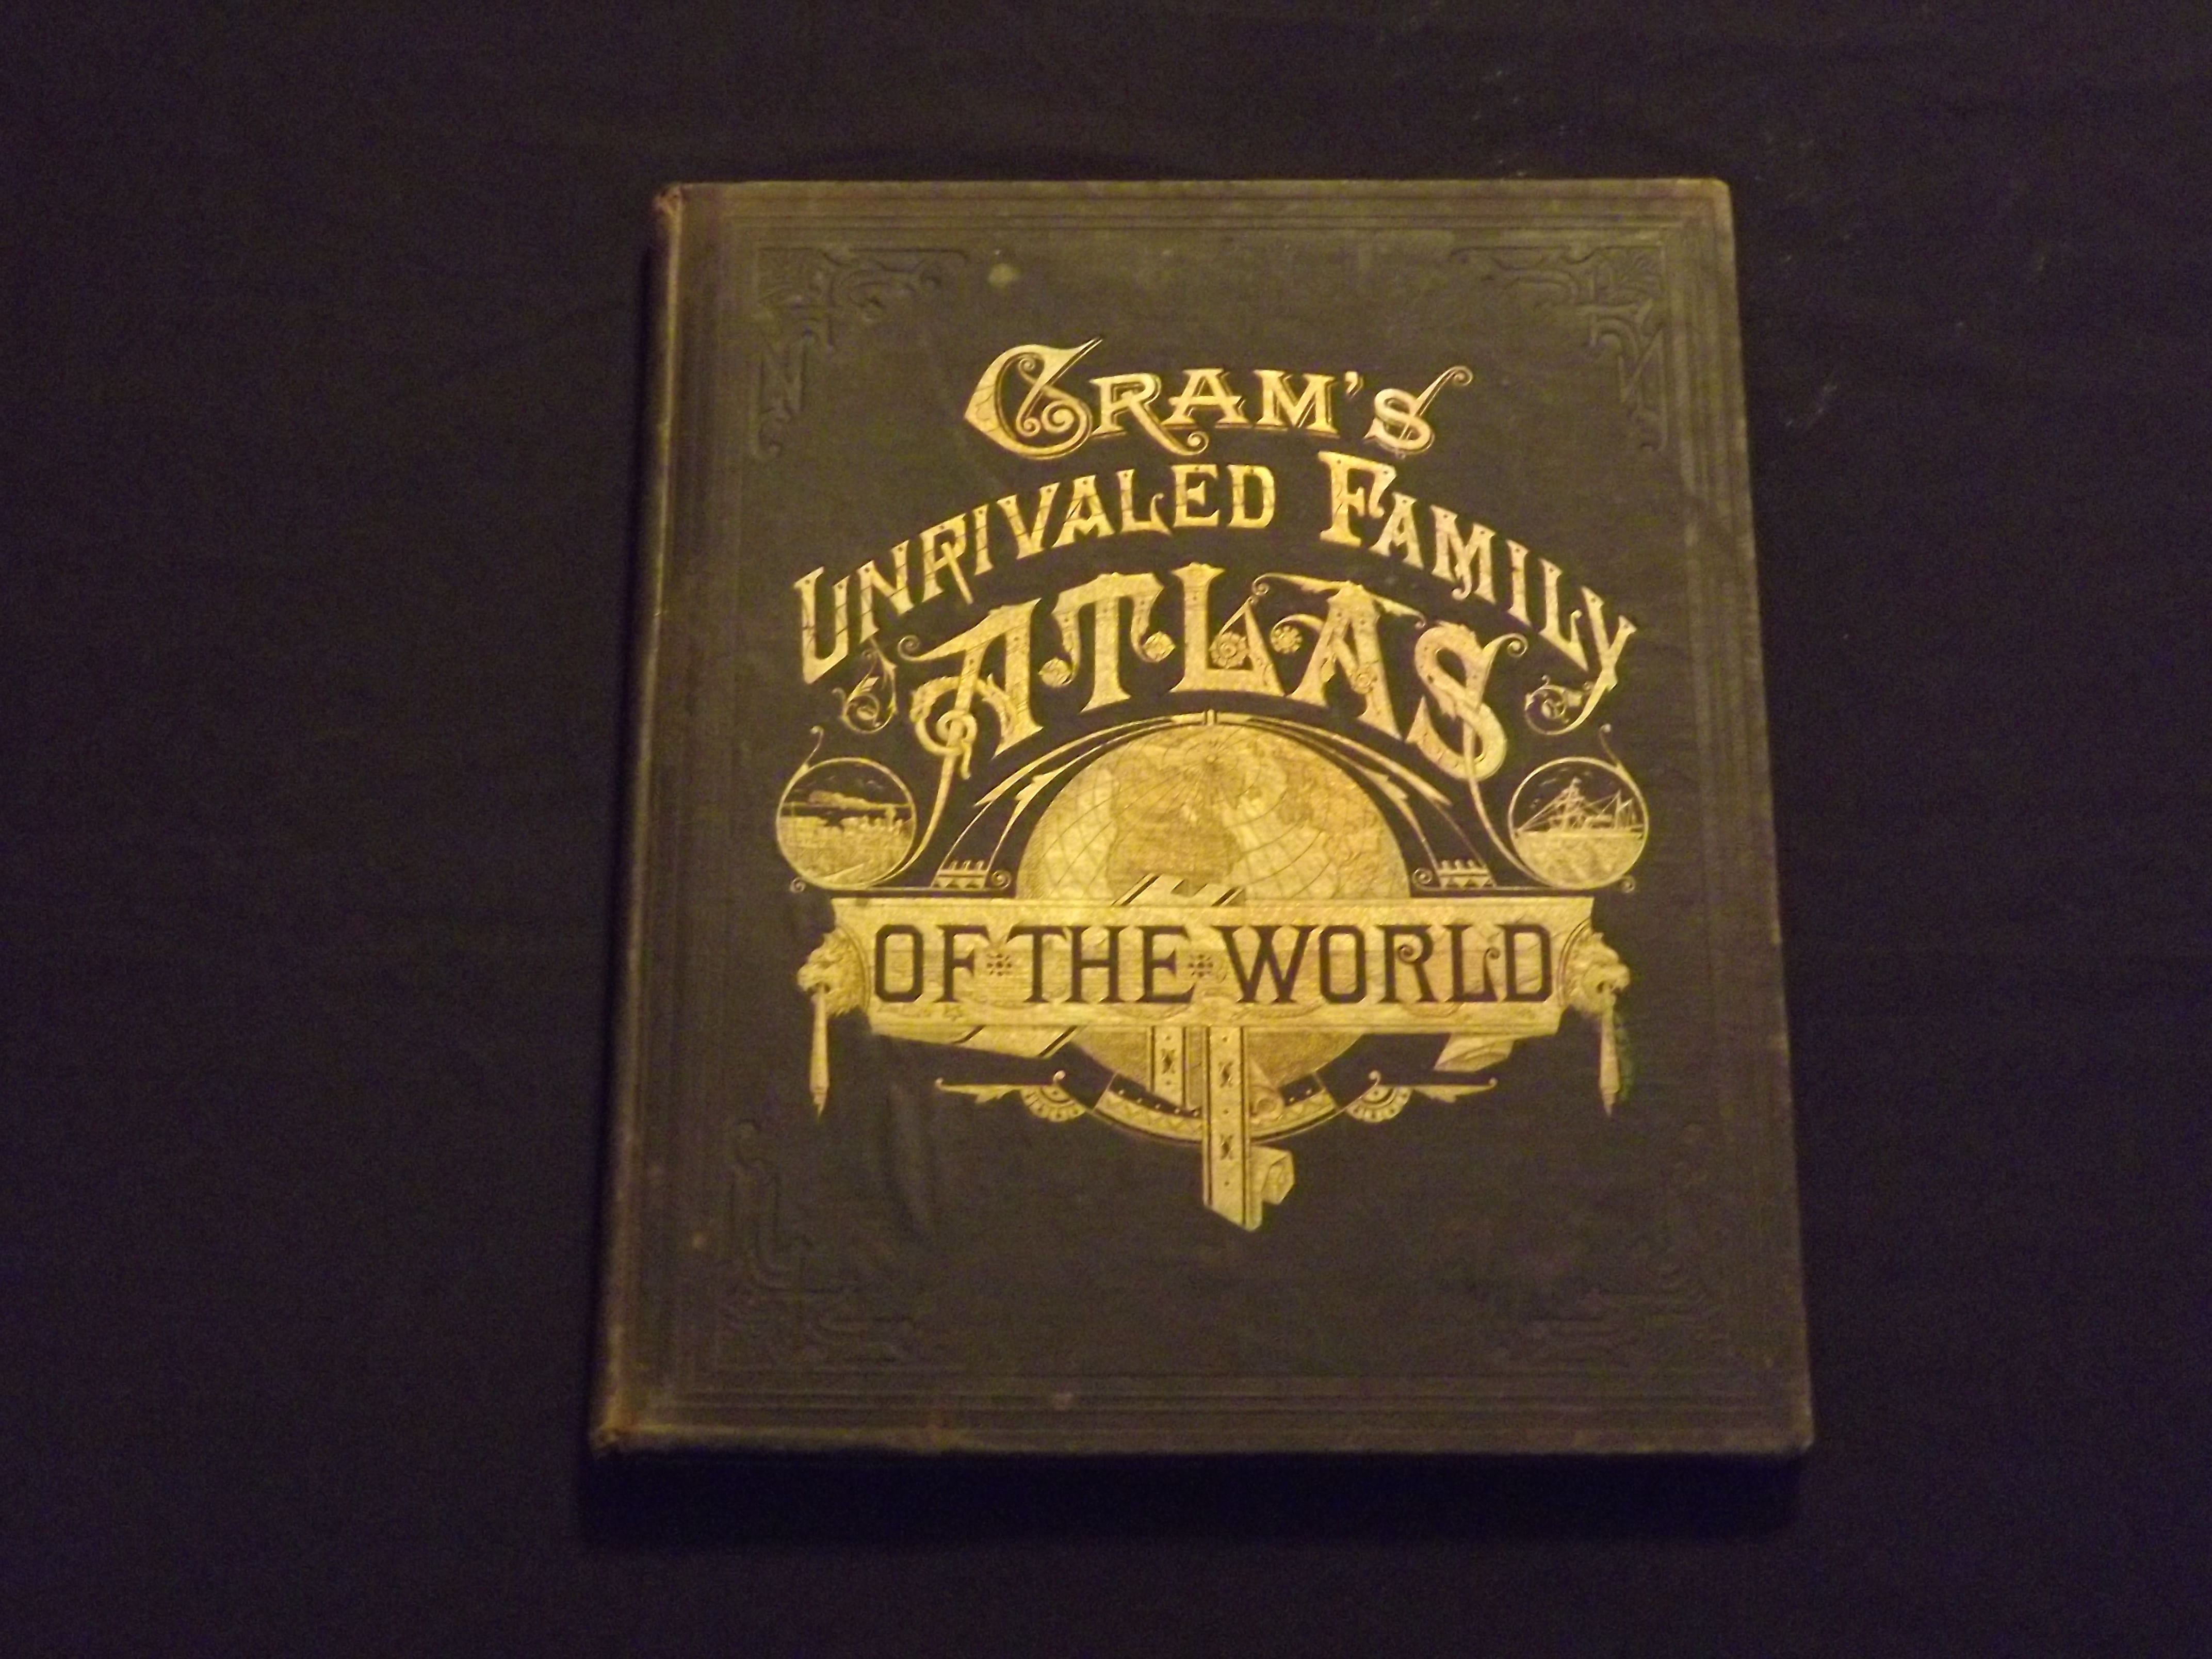 CRAM'S
UNRIVALED FAMILY
ATLAS
OF THE WORLD